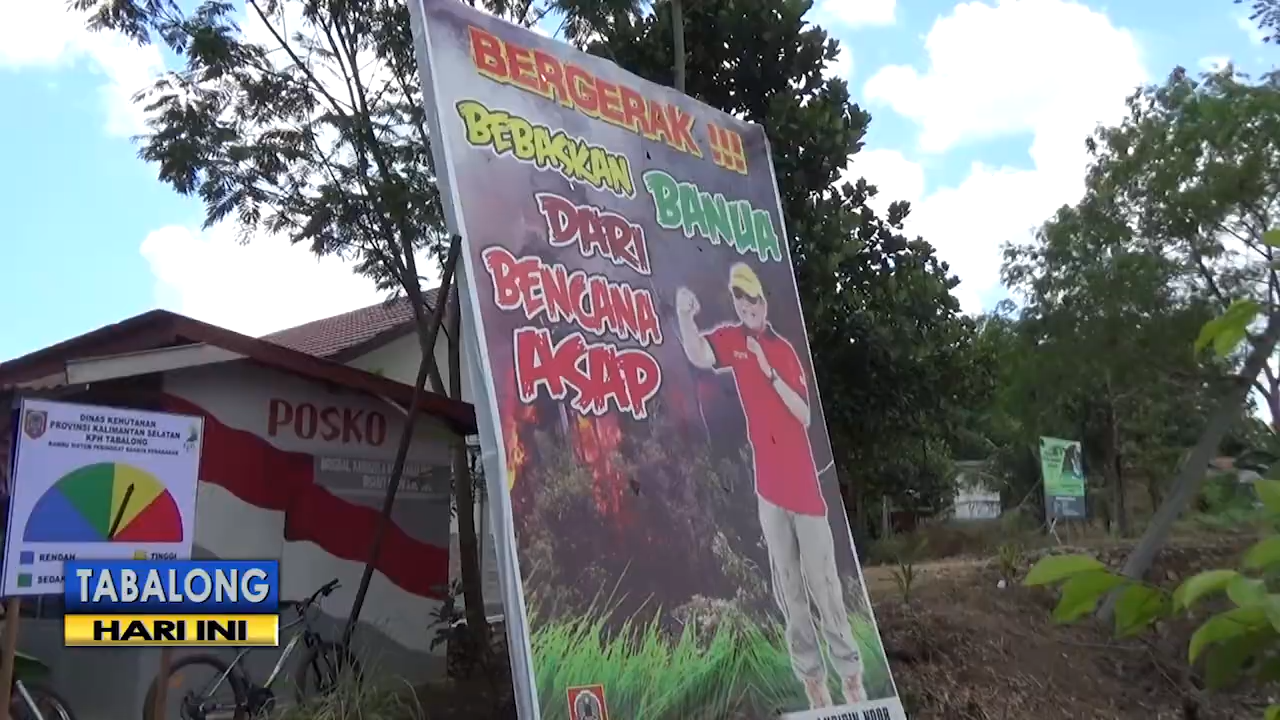 BERGERAK !!!
BEBASKAN BANUA
DARI
BENCANA
ASAP
POSKO
DINAS KEHUTANAN
PROVINSI KALIMANTAN SELATAN
KPH TABALONG
RENDAH
TINGGI
TABALONG
HARI INI